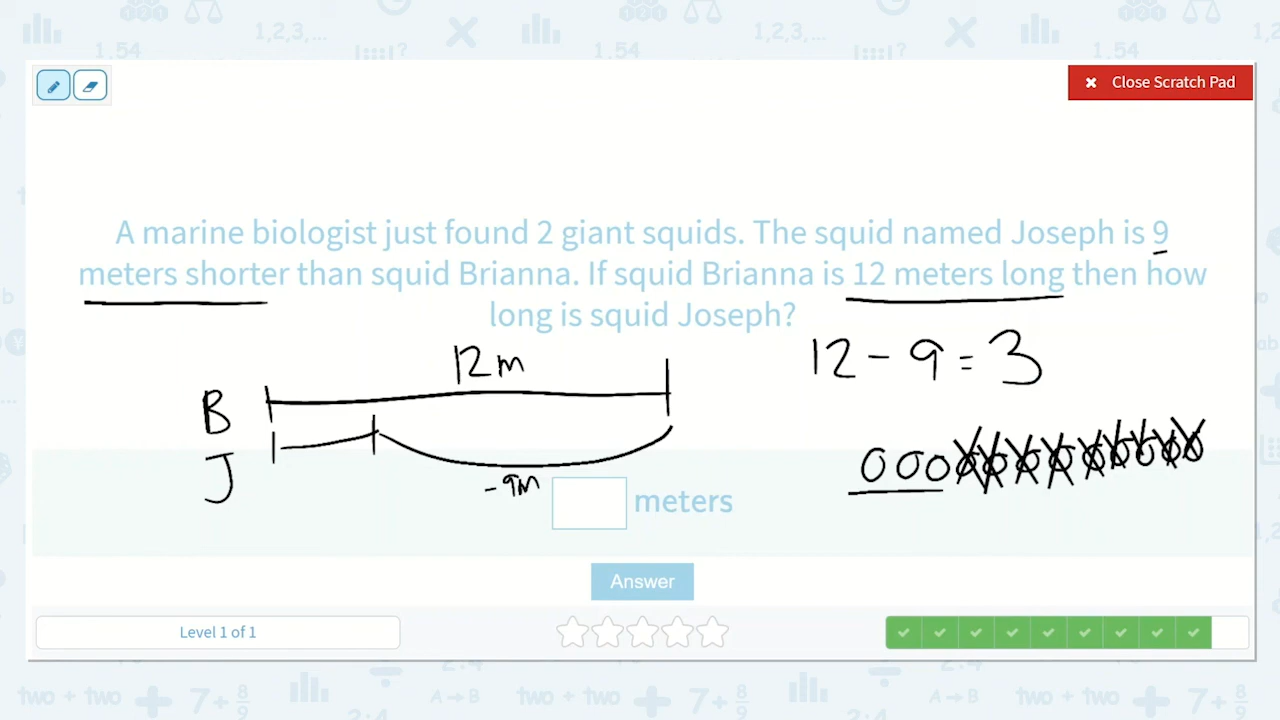 Close Scratch Pad
A marine biologist just found 2 giant squids. The squid named Joseph is 9
meters shorter than squid Brianna. If squid Brianna is 12 meters long then how
long is squid Joseph?
12 - 9 = 3
12m
B
J
-9m
meters
Answer
Level 1 of 1